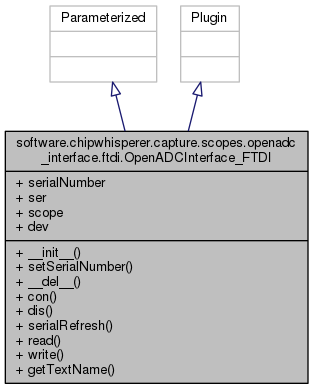 Parameterized
Plugin
software.chipwhisperer.capture.scopes.openadc
_interface.ftdi.OpenADCInterface_FTDI
+ serialNumber
+ ser
+ scope
+ dev
+ __init__()
+ setSerialNumber()
+ __del__()
+ con()
+ dis()
+ serialRefresh()
+ read()
+ write()
+ getTextName()